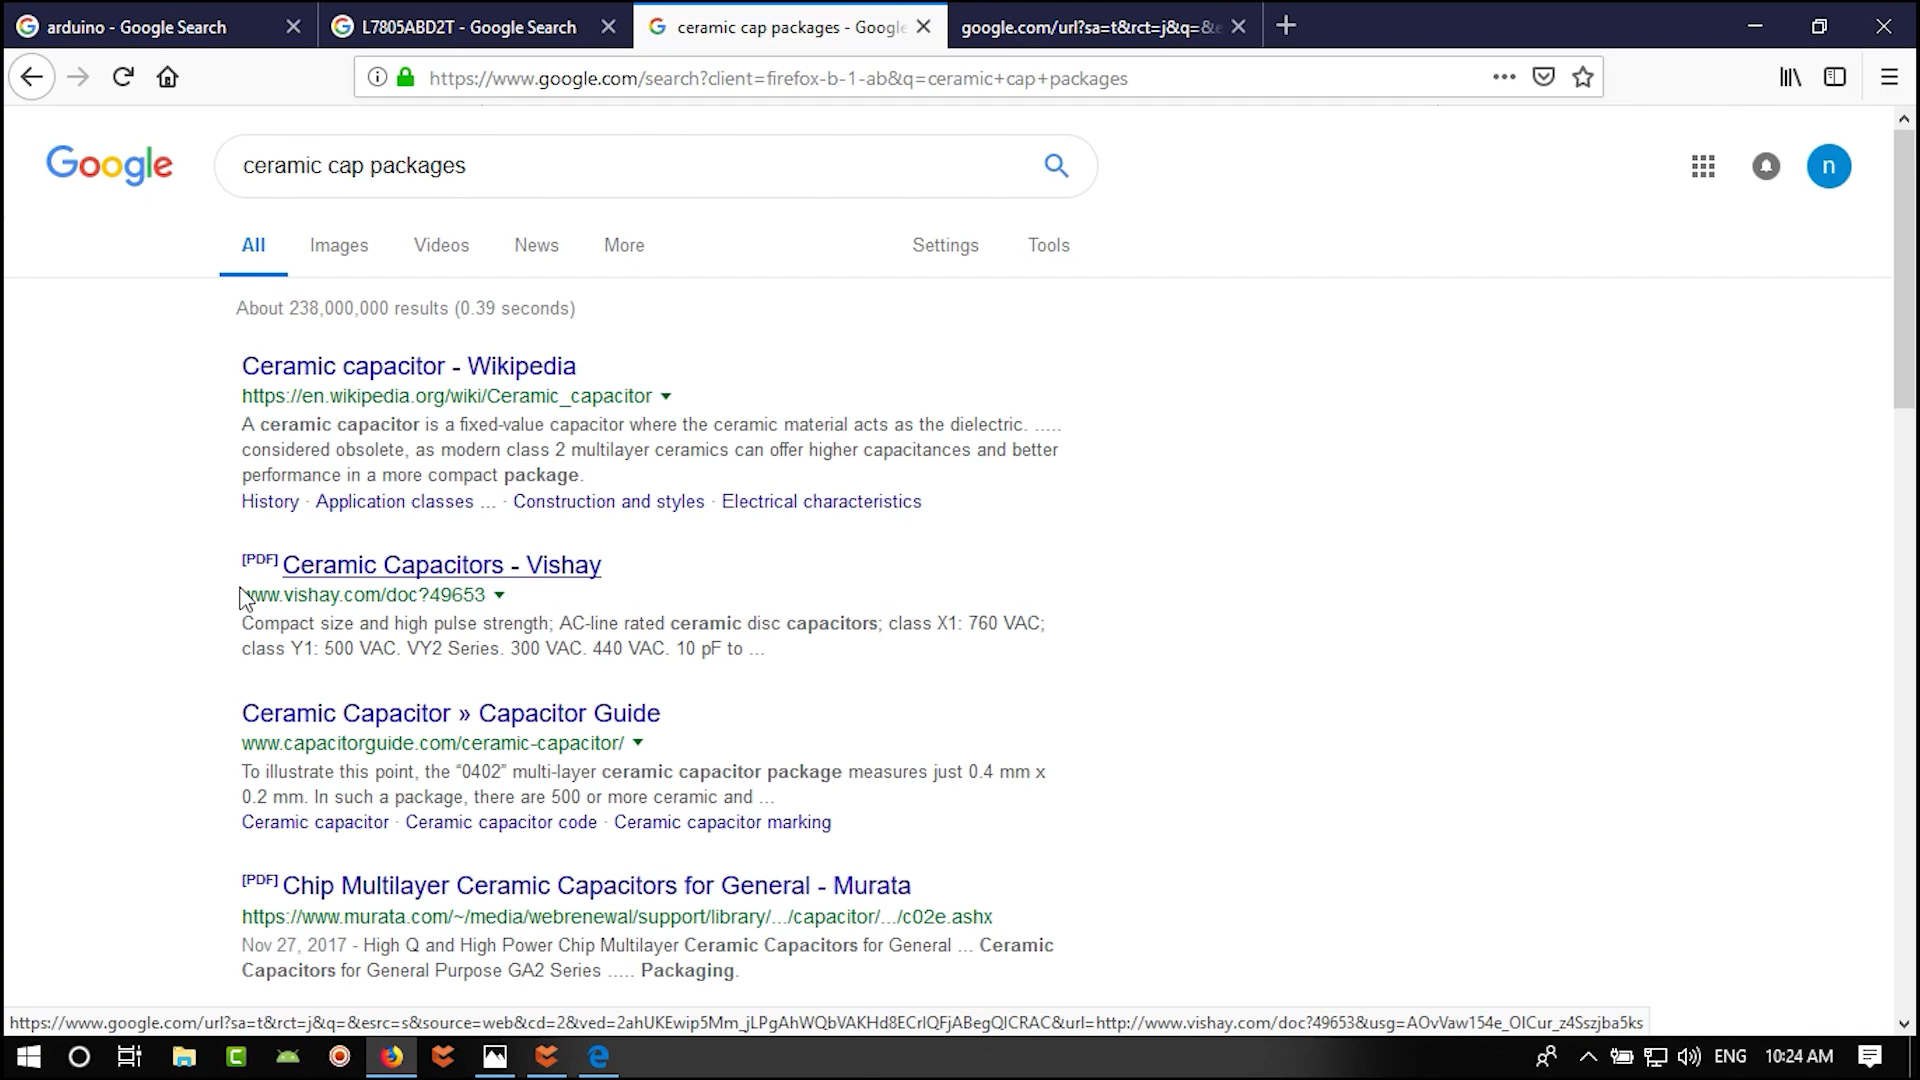 arduino - Google Search
L7805ABD2T - Google Search
ceramic cap packages - Google
google.com/url?sa=t&rct=j&q=&e
https://www.google.com/search?client=firefox-b-1-ab&q=ceramic+cap+packages
Google
ceramic cap packages
n
All
Images
Videos
News
More
Settings
Tools
About 238,000,000 results (0.39 seconds)
Ceramic capacitor - Wikipedia
https://en.wikipedia.org/wiki/Ceramic_capacitor
A ceramic capacitor is a fixed-value capacitor where the ceramic material acts as the dielectric. .....
considered obsolete, as modern class 2 multilayer ceramics can offer higher capacitances and better
performance in a more compact package.
History · Application classes ... · Construction and styles · Electrical characteristics
[PDF] Ceramic Capacitors - Vishay
www.vishay.com/doc?49653
Compact size and high pulse strength; AC-line rated ceramic disc capacitors; class X1: 760 VAC;
class Y1: 500 VAC. VY2 Series. 300 VAC. 440 VAC. 10 pF to ...
Ceramic Capacitor » Capacitor Guide
www.capacitorguide.com/ceramic-capacitor/
To illustrate this point, the “0402” multi-layer ceramic capacitor package measures just 0.4 mm x
0.2 mm. In such a package, there are 500 or more ceramic and ...
Ceramic capacitor · Ceramic capacitor code · Ceramic capacitor marking
[PDF] Chip Multilayer Ceramic Capacitors for General - Murata
https://www.murata.com/~/media/webrenewal/support/library/.../capacitor/.../c02e.ashx
Nov 27, 2017 - High Q and High Power Chip Multilayer Ceramic Capacitors for General ... Ceramic
Capacitors for General Purpose GA2 Series ..... Packaging.
https://www.google.com/url?sa=t&rct=j&q=&esrc=s&source=web&cd=2&ved=2ahUKEwip5Mm_jLPgAhWQbVAKHd8ECrIQFjABegQICRAC&url=http://www.vishay.com/doc?49653&usg=AOvVaw154e_OICur_z4Sszjba5ks
ENG
10:24 AM